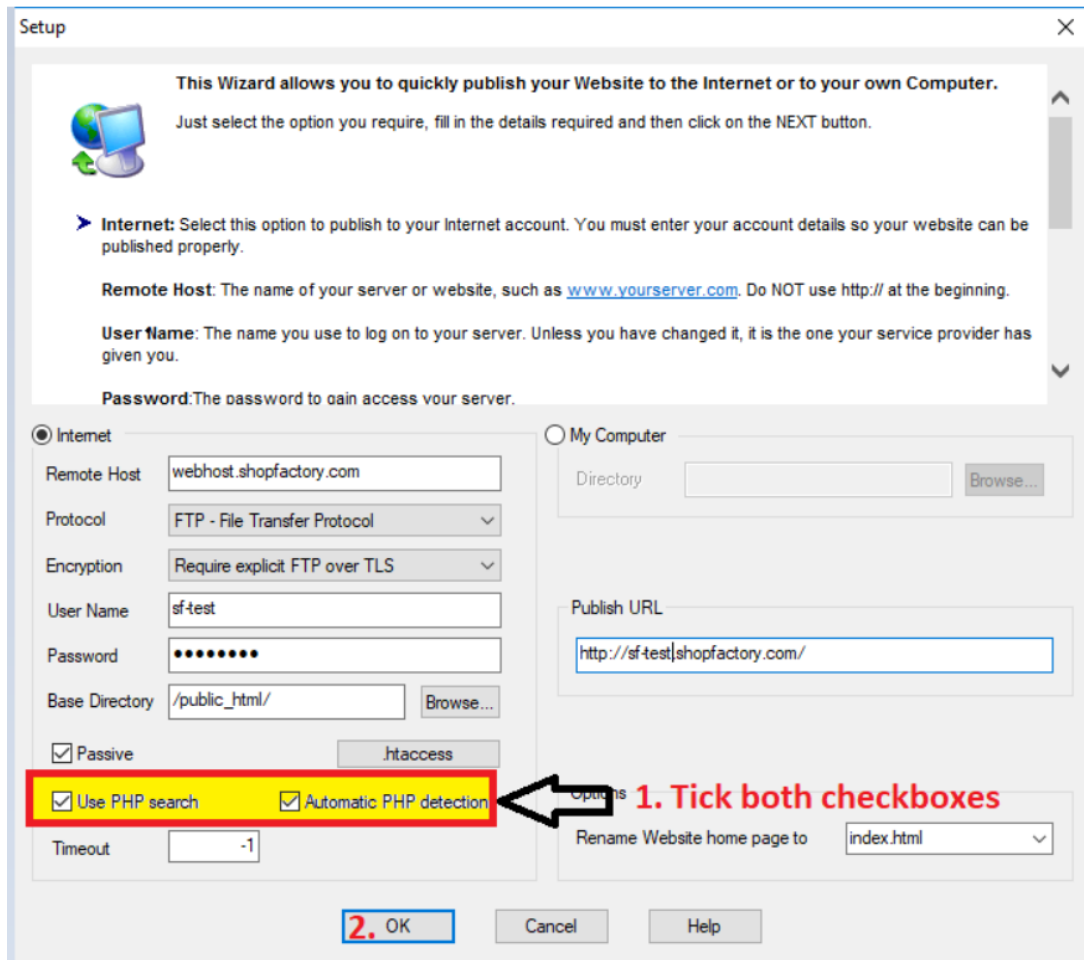 Setup
This Wizard allows you to quickly publish your Website to the Internet or to your own Computer.
Just select the option you require, fill in the details required and then click on the NEXT button.
Internet: Select this option to publish to your Internet account. You must enter your account details so your website can be
published properly.
Remote Host: The name of your server or website, such as www.yourserver.com. Do NOT use http:// at the beginning.
User Name: The name you use to log on to your server. Unless you have changed it, it is the one your service provider has
given you.
Password:The password to gain access your server.
Internet
My Computer
Remote Host
webhost.shopfactory.com
Directory
Browse...
Protocol
FTP - File Transfer Protocol
Encryption
Require explicit FTP over TLS
User Name
sf-test
Publish URL
Password
••••••••
http://sf-test.shopfactory.com/
Base Directory
/public_html/
Browse...
Passive
.htaccess
Use PHP search
Automatic PHP detection
Options
1. Tick both checkboxes
Timeout
-1
Rename Website home page to
index.html
2. OK
Cancel
Help